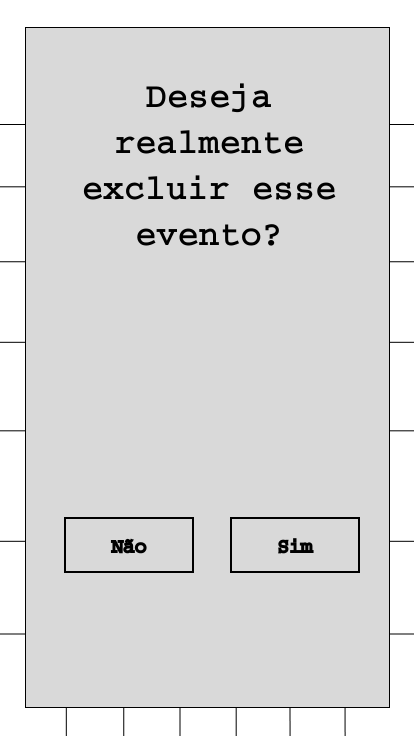 Deseja
realmente
excluir esse
evento?
Não
Sim